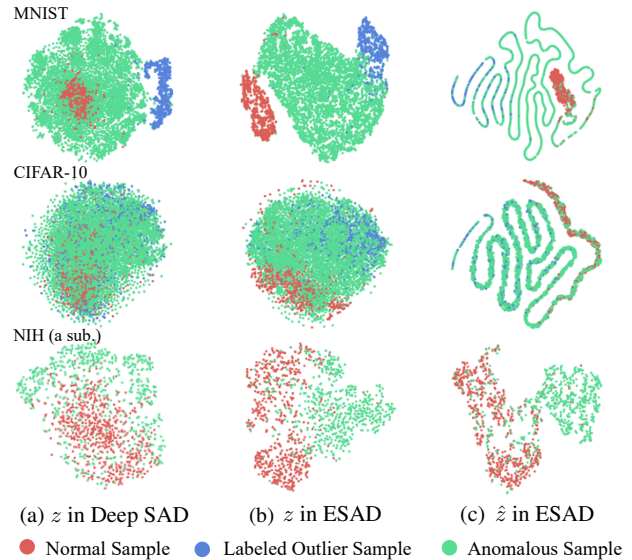 MNIST
CIFAR-10
NIH (a sub.)
(a) z in Deep SAD (b) z in ESAD (c) ẑ in ESAD
Normal Sample Labeled Outlier Sample Anomalous Sample